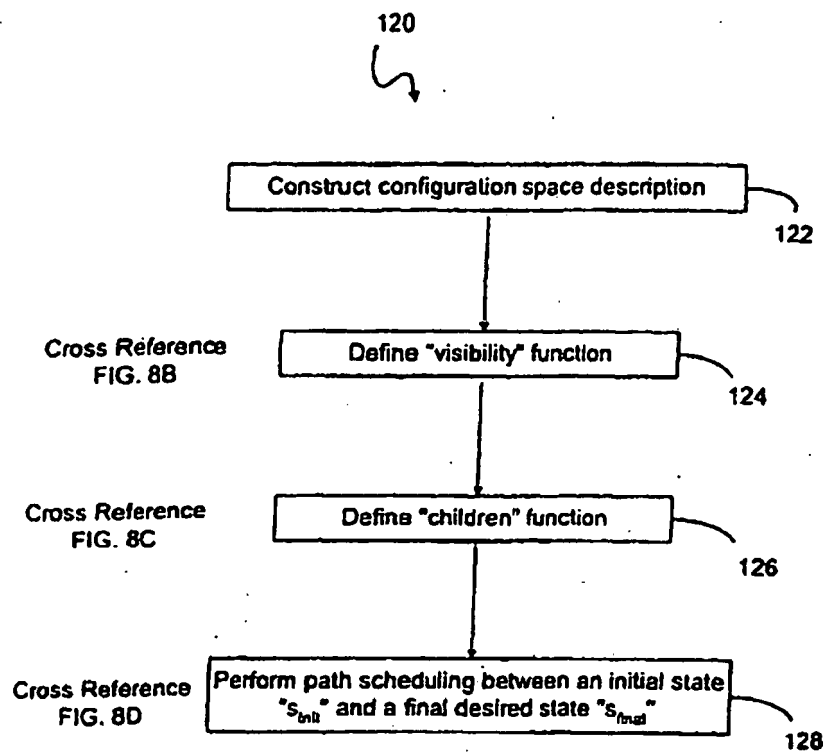 120
Construct configuration space description
122
Cross Reference
FIG. 8B
Define "visibility" function
124
Cross Reference
FIG. 8C
Define "children" function
126
Cross Reference
FIG. 8D
Perform path scheduling between an initial state
"s_init" and a final desired state "s_final"
128